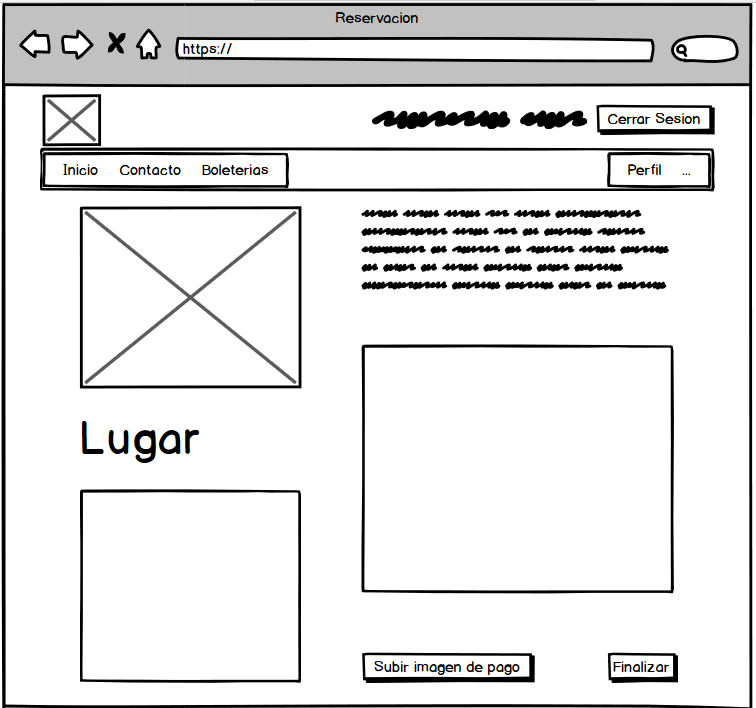 Reservacion
https://
Cerrar Sesion
Inicio Contacto Boleterias Perfil ...
Lugar
Subir imagen de pago Finalizar